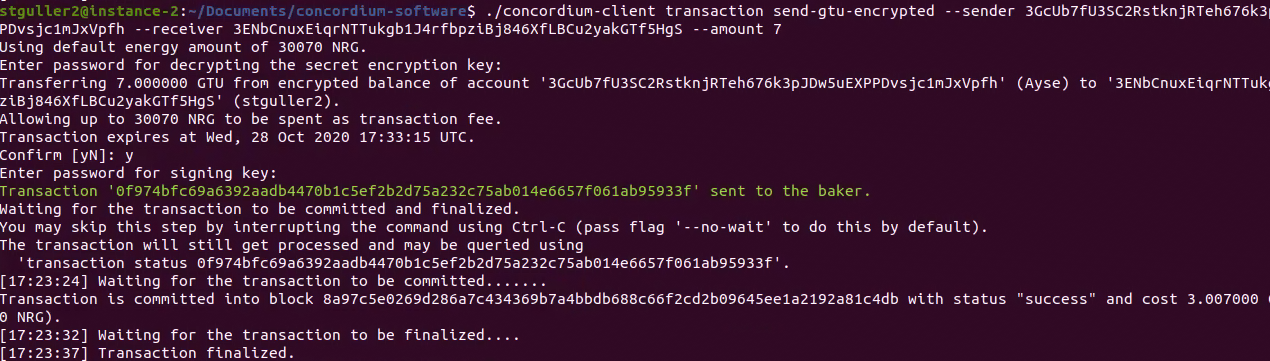 stguller2@instance-2:~/Documents/concordium-software$ ./concordium-client transaction send-gtu-encrypted --sender 3GcUb7fU3SC2RstknjRTeh676k3p
PDvsjc1mJxVpfh --receiver 3ENbCnuxEiqrNTTukgb1J4rfbpziBj846XfLBCu2yakGTf5HgS --amount 7
Using default energy amount of 30070 NRG.
Enter password for decrypting the secret encryption key:
Transferring 7.000000 GTU from encrypted balance of account '3GcUb7fU3SC2RstknjRTeh676k3pJDw5uEXPPDvsjc1mJxVpfh' (Ayse) to '3ENbCnuxEiqrNTTukg
ziBj846XfLBCu2yakGTf5HgS' (stguller2).
Allowing up to 30070 NRG to be spent as transaction fee.
Transaction expires at Wed, 28 Oct 2020 17:33:15 UTC.
Confirm [yN]: y
Enter password for signing key:
Transaction '0f974bfc69a6392aadb4470b1c5ef2b2d75a232c75ab014e6657f061ab95933f' sent to the baker.
Waiting for the transaction to be committed and finalized.
You may skip this step by interrupting the command using Ctrl-C (pass flag '--no-wait' to do this by default).
The transaction will still get processed and may be queried using
'transaction status 0f974bfc69a6392aadb4470b1c5ef2b2d75a232c75ab014e6657f061ab95933f'.
[17:23:24] Waiting for the transaction to be committed.......
Transaction is committed into block 8a97c5e0269d286a7c434369b7a4bbdb688c66f2cd2b09645ee1a2192a81c4db with status "success" and cost 3.007000
0 NRG).
[17:23:32] Waiting for the transaction to be finalized....
[17:23:37] Transaction finalized.